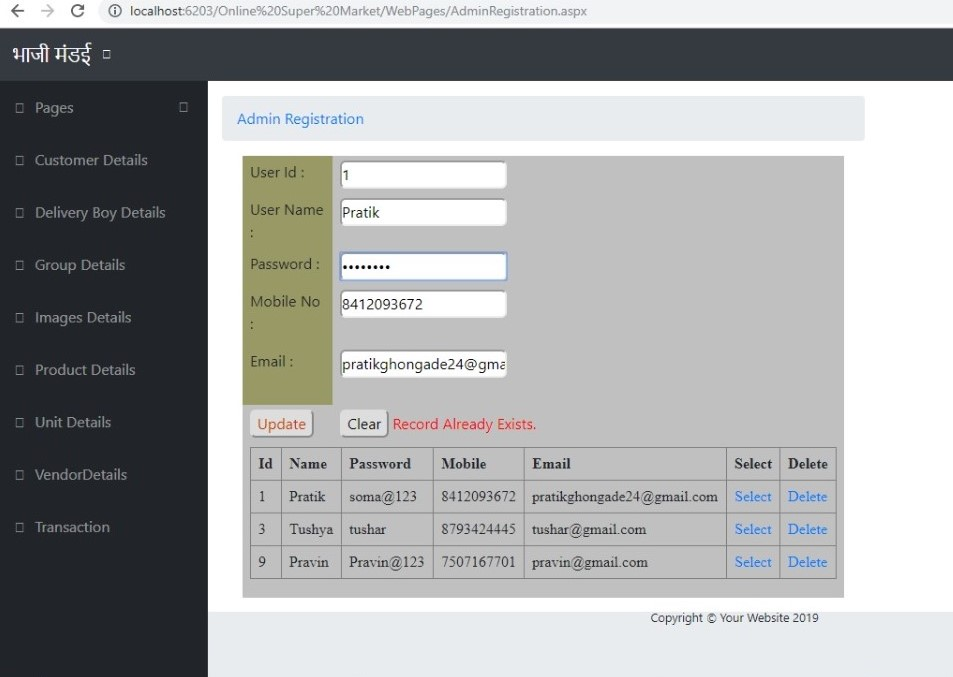 localhost:6203/Online%20Super%20Market/WebPages/AdminRegistration.aspx
भाजी मंडई
Pages
Customer Details
Delivery Boy Details
Group Details
Images Details
Product Details
Unit Details
VendorDetails
Transaction
Admin Registration
User Id : 1
User Name : Pratik
Password : ••••••••
Mobile No : 8412093672
Email : pratikghongade24@gma
Update Clear Record Already Exists.
Id Name Password Mobile Email Select Delete
1 Pratik soma@123 8412093672 pratikghongade24@gmail.com Select Delete
3 Tushya tushar 8793424445 tushar@gmail.com Select Delete
9 Pravin Pravin@123 7507167701 pravin@gmail.com Select Delete
Copyright © Your Website 2019